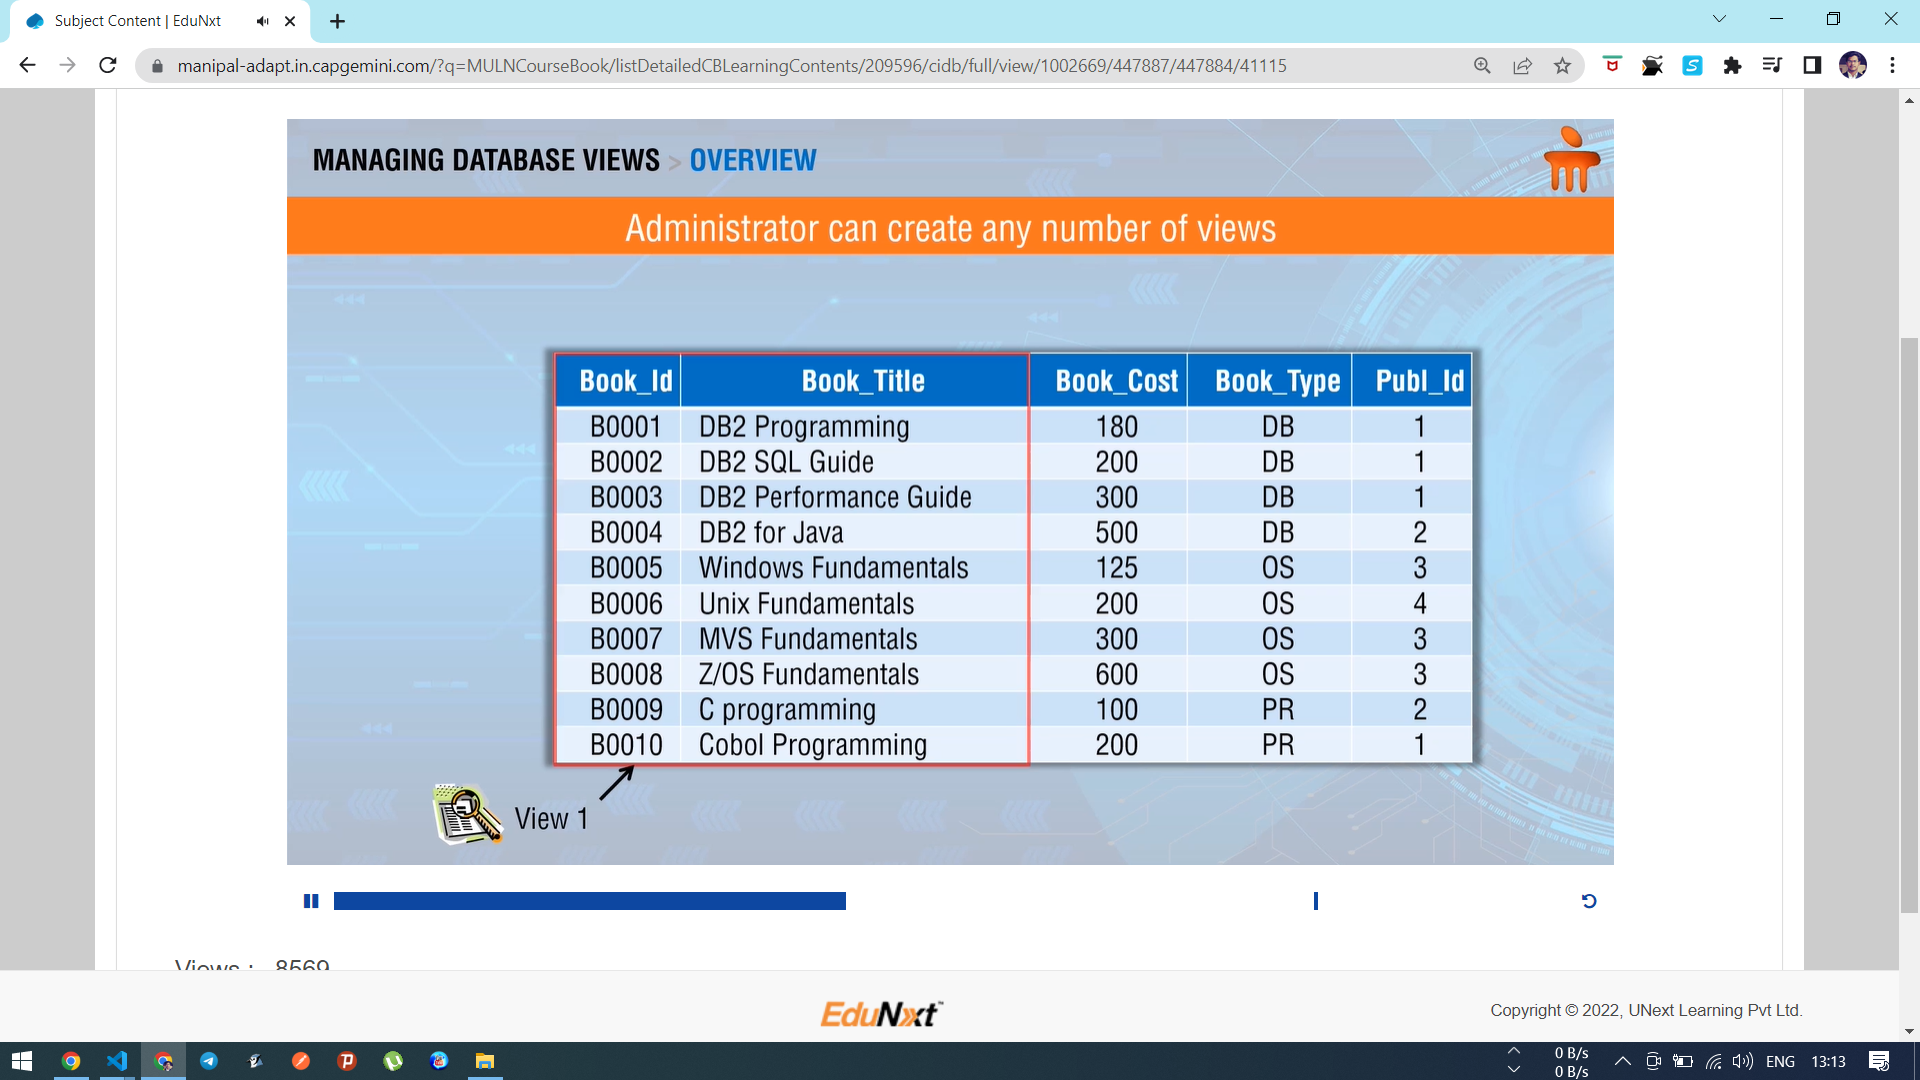 Subject Content | EduNxt
manipal-adapt.in.capgemini.com/?q=MULNCourseBook/listDetailedCBLearningContents/209596/cidb/full/view/1002669/447887/447884/41115
MANAGING DATABASE VIEWS > OVERVIEW
Administrator can create any number of views
Book_Id Book_Title Book_Cost Book_Type Publ_Id
B0001 DB2 Programming 180 DB 1
B0002 DB2 SQL Guide 200 DB 1
B0003 DB2 Performance Guide 300 DB 1
B0004 DB2 for Java 500 DB 2
B0005 Windows Fundamentals 125 OS 3
B0006 Unix Fundamentals 200 OS 4
B0007 MVS Fundamentals 300 OS 3
B0008 Z/OS Fundamentals 600 OS 3
B0009 C programming 100 PR 2
B0010 Cobol Programming 200 PR 1
View 1
Views : 8569
EduNxt
Copyright © 2022, UNext Learning Pvt Ltd.
0 B/s
0 B/s
ENG 13:13